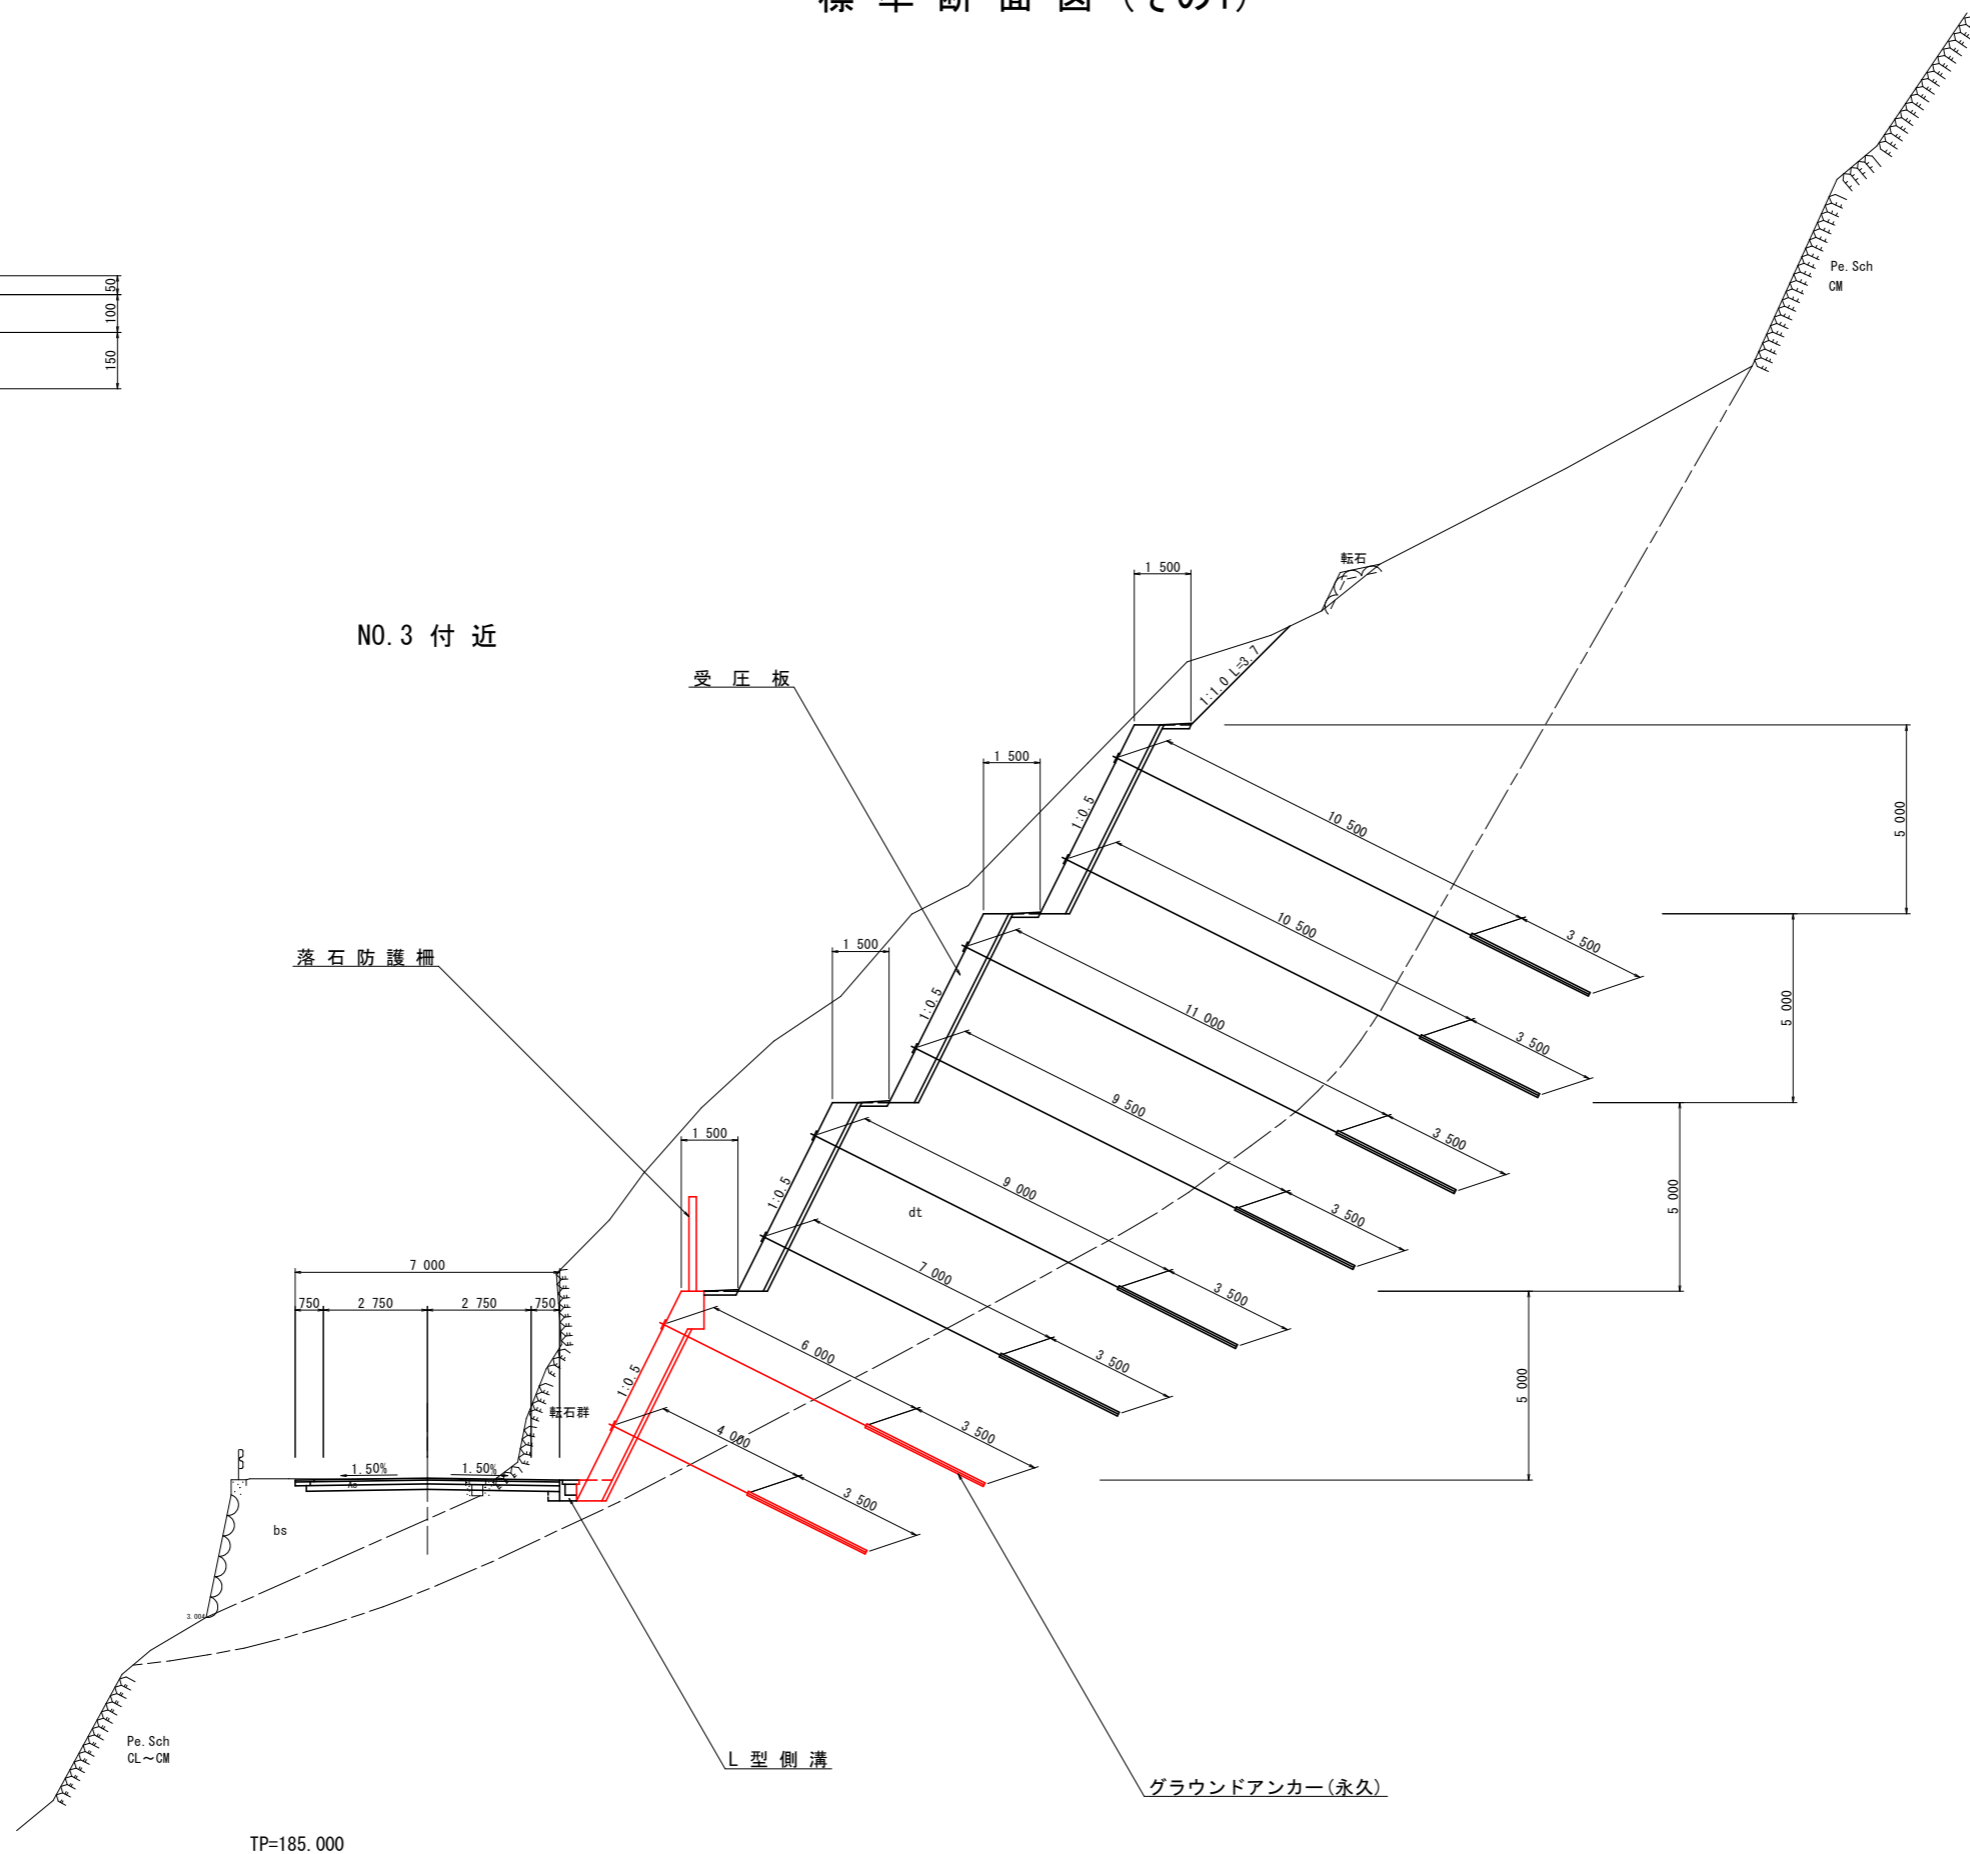 標 準 断 面 図 (その1)
50
100
150
Pe.Sch
CM
転石
1 500
NO.3 付 近
1:1.0 L=3.7
受 圧 板
1 500
10 500
5 000
1:0.5
10 500
3 500
落 石 防 護 柵
1 500
1:0.5
11 000
3 500
5 000
9 500
1 500
3 500
1:0.5
9 000
3 500
5 000
dt
7 000
7 000
3 500
750
2 750
2 750
750
6 000
3 500
1:0.5
5 000
転石群
4 000
3 500
1.50%
1.50%
As
3 500
bs
3.004
Pe.Sch
CL～CM
L 型 側 溝
グラウンドアンカー(永久)
TP=185.000